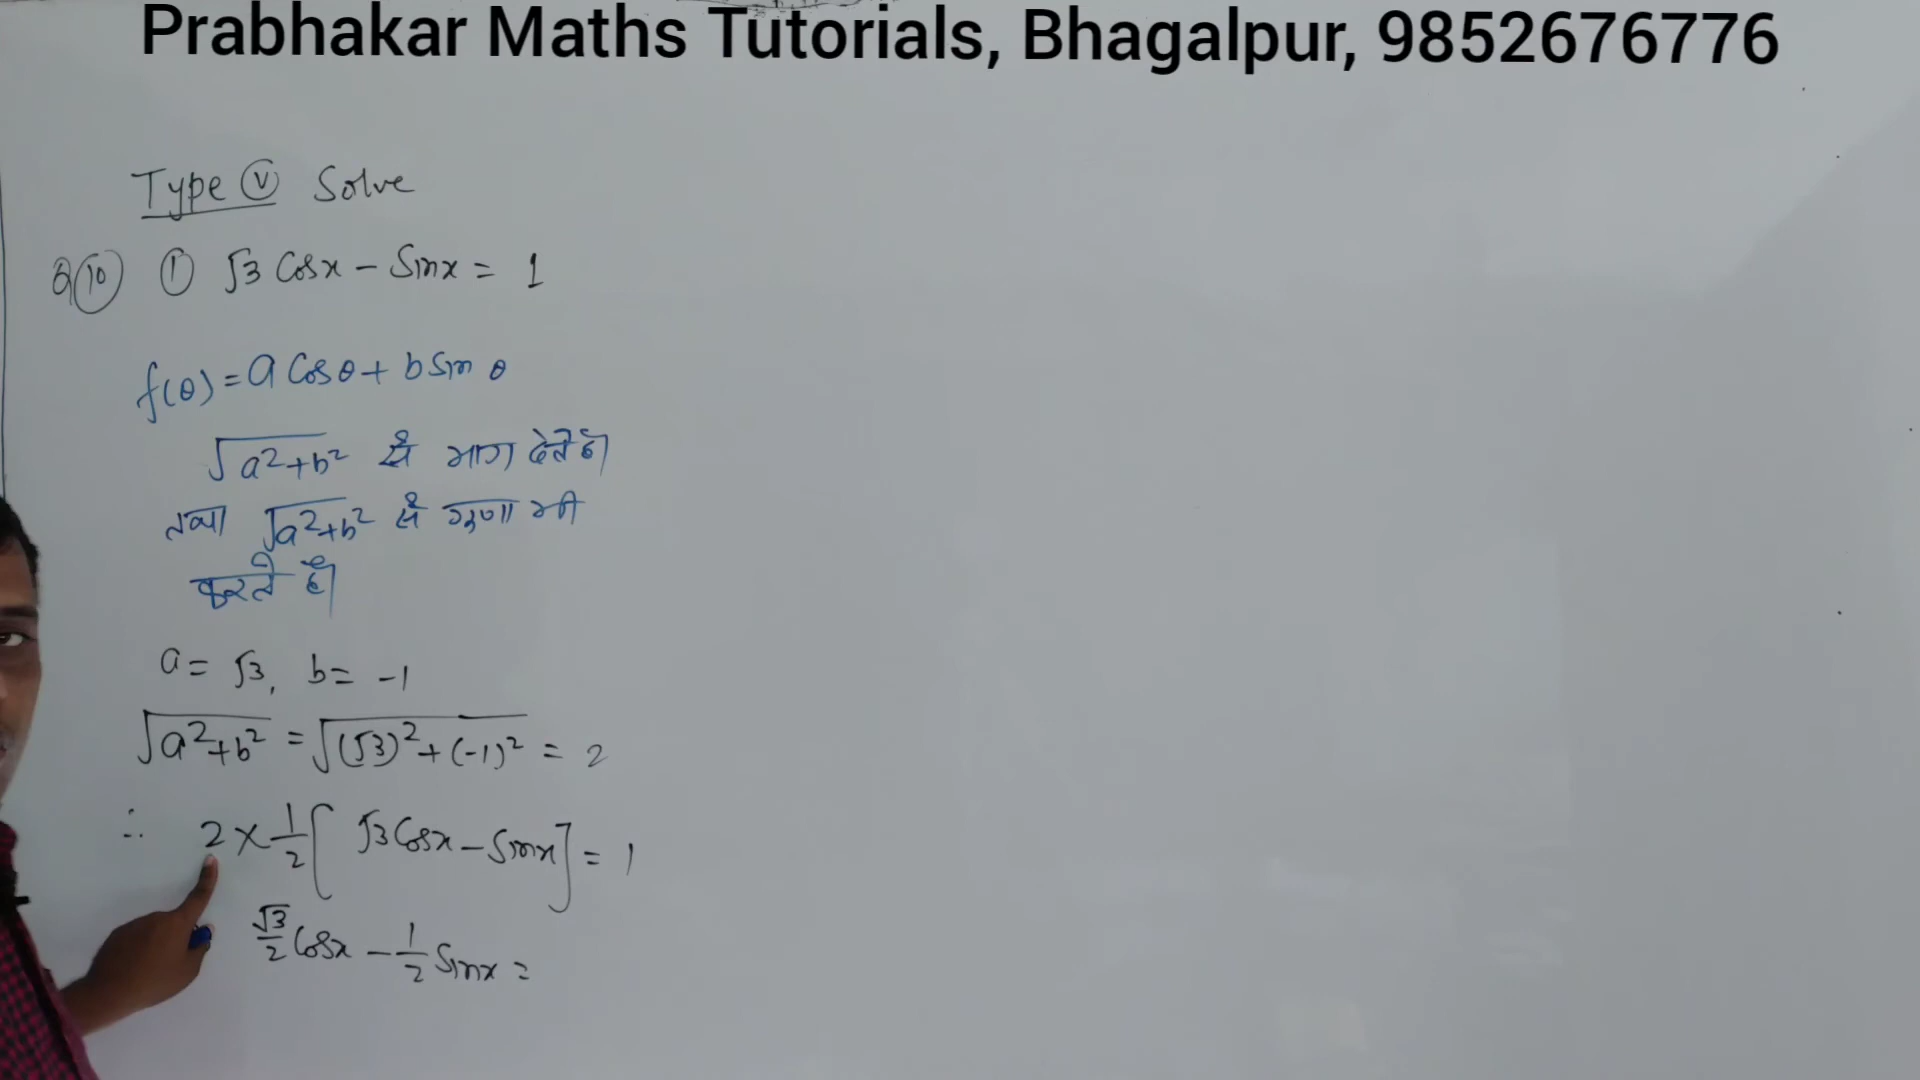 Prabhakar Maths Tutorials, Bhagalpur, 9852676776
Type (v) Solve
Q(10) (1) √3 Cosx - Sinx = 1
f(θ) = a Cosθ + b Sin θ
√a²+b² से भाग देते हैं।
तथा √a²+b² से गुणा भी
करते हैं।
a = √3, b = -1
√a²+b² = √(√3)²+(-1)² = 2
∴ 2 × 1/2 [ √3 Cosx - Sinx ] = 1
√3/2 Cosx - 1/2 Sinx =